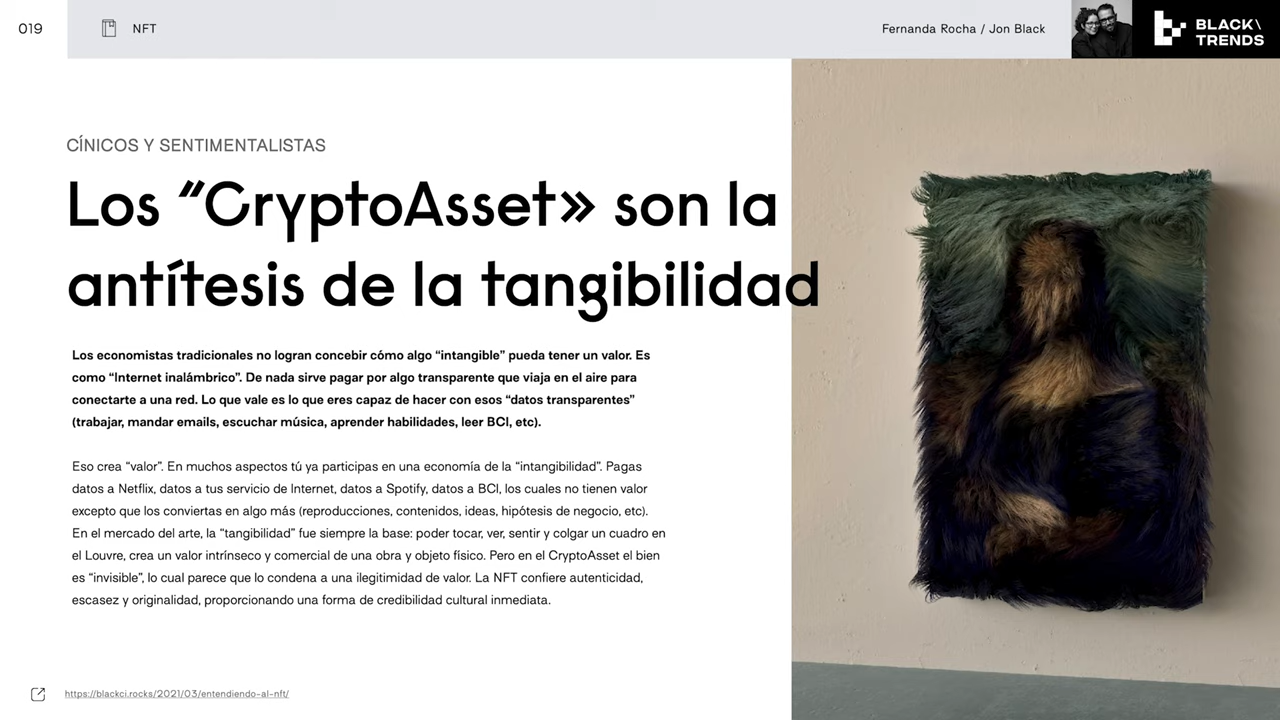 019
NFT
Fernanda Rocha / Jon Black
BLACK\
TRENDS
CÍNICOS Y SENTIMENTALISTAS
Los “CryptoAsset» son la
antítesis de la tangibilidad
Los economistas tradicionales no logran concebir cómo algo “intangible” pueda tener un valor. Es
como “Internet inalámbrico”. De nada sirve pagar por algo transparente que viaja en el aire para
conectarte a una red. Lo que vale es lo que eres capaz de hacer con esos “datos transparentes”
(trabajar, mandar emails, escuchar música, aprender habilidades, leer BCI, etc).
Eso crea “valor”. En muchos aspectos tú ya participas en una economía de la “intangibilidad”. Pagas
datos a Netflix, datos a tus servicio de Internet, datos a Spotify, datos a BCI, los cuales no tienen valor
excepto que los conviertas en algo más (reproducciones, contenidos, ideas, hipótesis de negocio, etc).
En el mercado del arte, la “tangibilidad” fue siempre la base: poder tocar, ver, sentir y colgar un cuadro en
el Louvre, crea un valor intrínseco y comercial de una obra y objeto físico. Pero en el CryptoAsset el bien
es “invisible”, lo cual parece que lo condena a una ilegitimidad de valor. La NFT confiere autenticidad,
escasez y originalidad, proporcionando una forma de credibilidad cultural inmediata.
https://blackci.rocks/2021/03/entendiendo-al-nft/